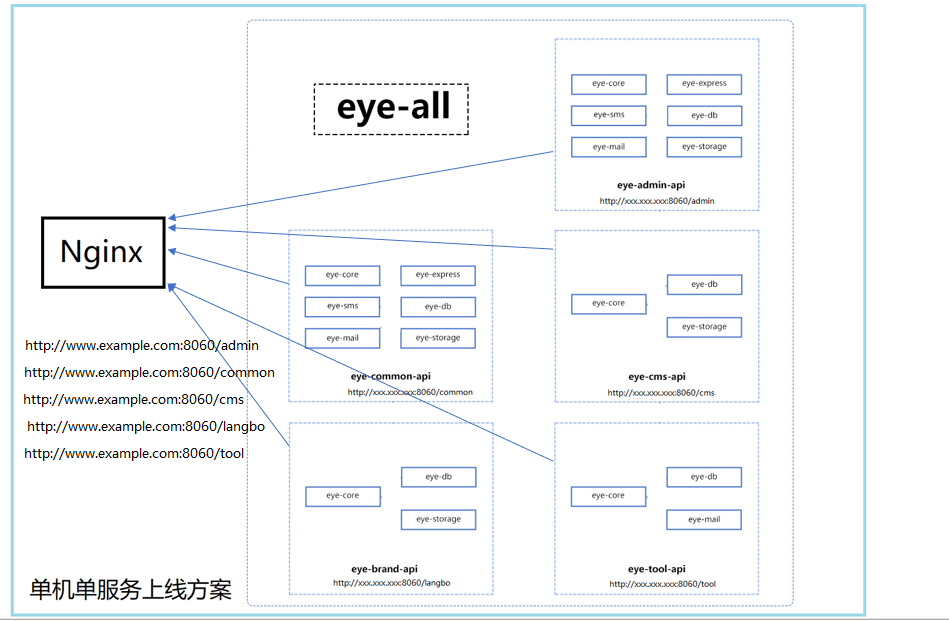 eye-all
eye-core
eye-express
eye-sms
eye-db
eye-mail
eye-storage
eye-admin-api
http://xxx.xxx.xxx:8060/admin
Nginx
eye-core
eye-express
eye-sms
eye-db
eye-mail
eye-storage
eye-common-api
http://xxx.xxx.xxx:8060/common
eye-db
eye-core
eye-storage
eye-cms-api
http://xxx.xxx.xxx:8060/cms
http://www.example.com:8060/admin
http://www.example.com:8060/common
http://www.example.com:8060/cms
http://www.example.com:8060/langbo
http://www.example.com:8060/tool
eye-db
eye-core
eye-storage
eye-brand-api
http://xxx.xxx.xxx:8060/langbo
eye-db
eye-core
eye-mail
eye-tool-api
http://xxx.xxx.xxx:8060/tool
单机单服务上线方案